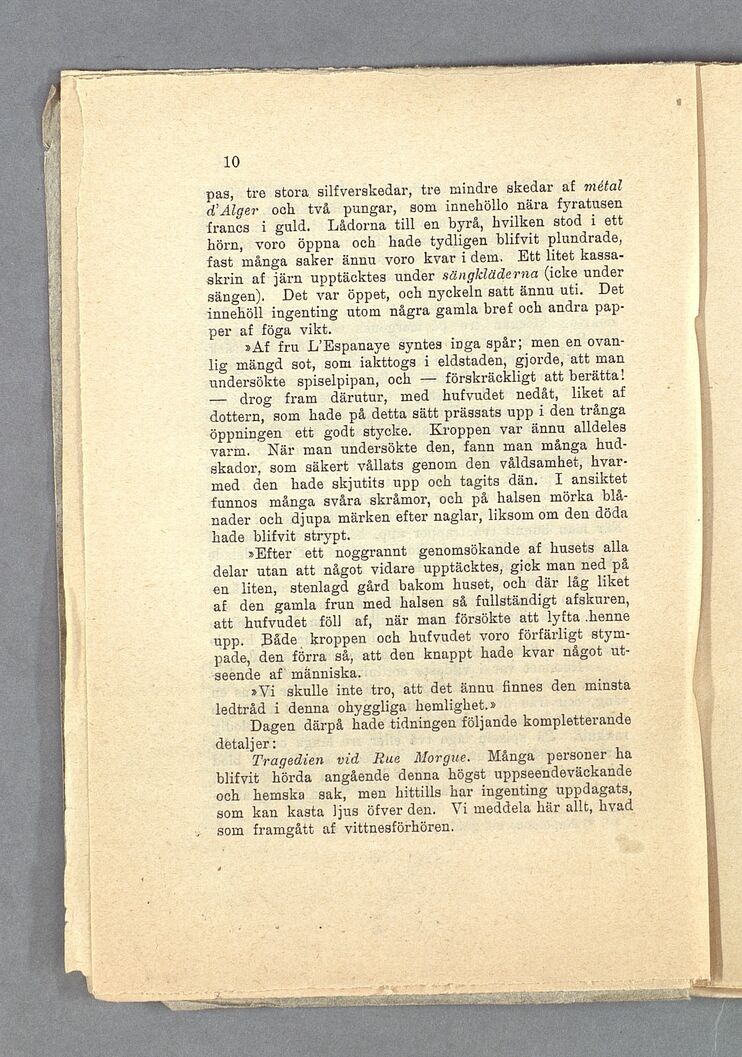 10
pas, tre stora silfverskedar, tre mindre skedar af métal
d'Alger och två pungar, som innehöllo nära fyratusen
francs i guld. Lådorna till en byrå, hvilken stod i ett
hörn, voro öppna och hade tydligen blifvit plundrade,
fast många saker ännu voro kvar i dem. Ett litet kassa-
skrin af järn upptäcktes under sängkläderna (icke under
sängen). Det var öppet, och nyckeln satt ännu uti. Det
innehöll ingenting utom några gamla bref och andra pap-
per af föga vikt.
»Af fru L'Espanaye syntes inga spår; men en ovan-
lig mängd sot, som iakttogs i eldstaden, gjorde, att man
undersökte spiselpipan, och — förskräckligt att berätta!
— drog fram därutur, med hufvudet nedåt, liket af
dottern, som hade på detta sätt prässats upp i den trånga
öppningen ett godt stycke. Kroppen var ännu alldeles
varm. När man undersökte den, fann man många hud-
skador, som säkert vållats genom den våldsamhet, hvar-
med den hade skjutits upp och tagits dän. I ansiktet
funnos många svåra skråmor, och på halsen mörka blå-
nader och djupa märken efter naglar, liksom om den döda
hade blifvit strypt.
»Efter ett noggrannt genomsökande af husets alla
delar utan att något vidare upptäcktes, gick man ned på
en liten, stenlagd gård bakom huset, och där låg liket
af den gamla frun med halsen så fullständigt afskuren,
att hufvudet föll af, när man försökte att lyfta .henne
upp. Både kroppen och hufvudet voro förfärligt stym-
pade, den förra så, att den knappt hade kvar något ut-
seende af människa.
»Vi skulle inte tro, att det ännu finnes den minsta
ledtråd i denna ohyggliga hemlighet.»
Dagen därpå hade tidningen följande kompletterande
detaljer:
Tragedien vid Rue Morgue. Många personer ha
blifvit hörda angående denna högst uppseendeväckande
och hemska sak, men hittills har ingenting uppdagats,
som kan kasta ljus öfver den. Vi meddela här allt, hvad
som framgått af vittnesförhören.